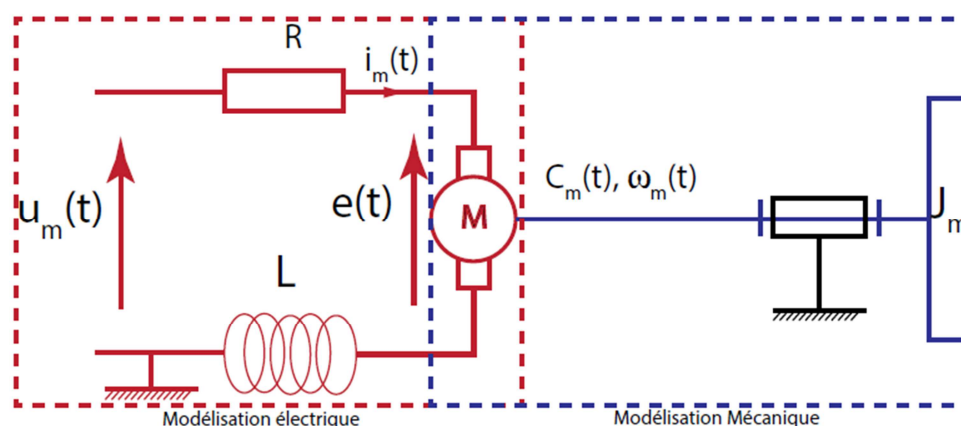 R
i_m(t)
u_m(t)
e(t)
M
C_m(t), ω_m(t)
J_m
L
Modélisation électrique
Modélisation Mécanique